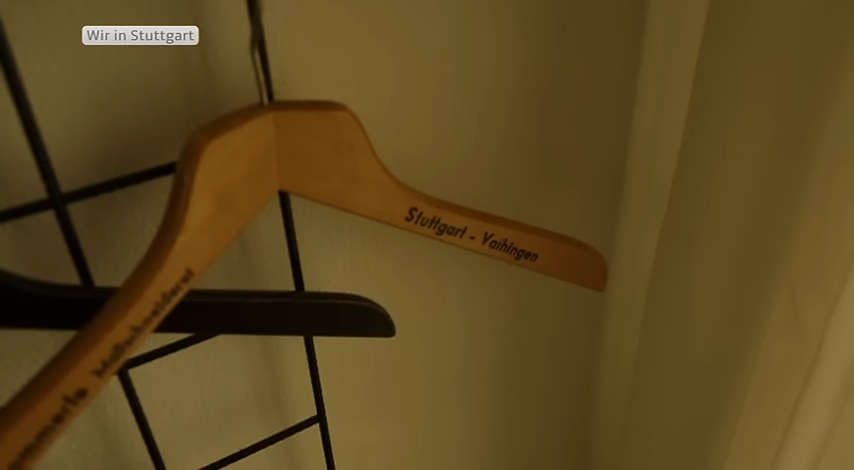 Wir in Stuttgart
Stuttgart - Vaihingen
Maßschneiderei